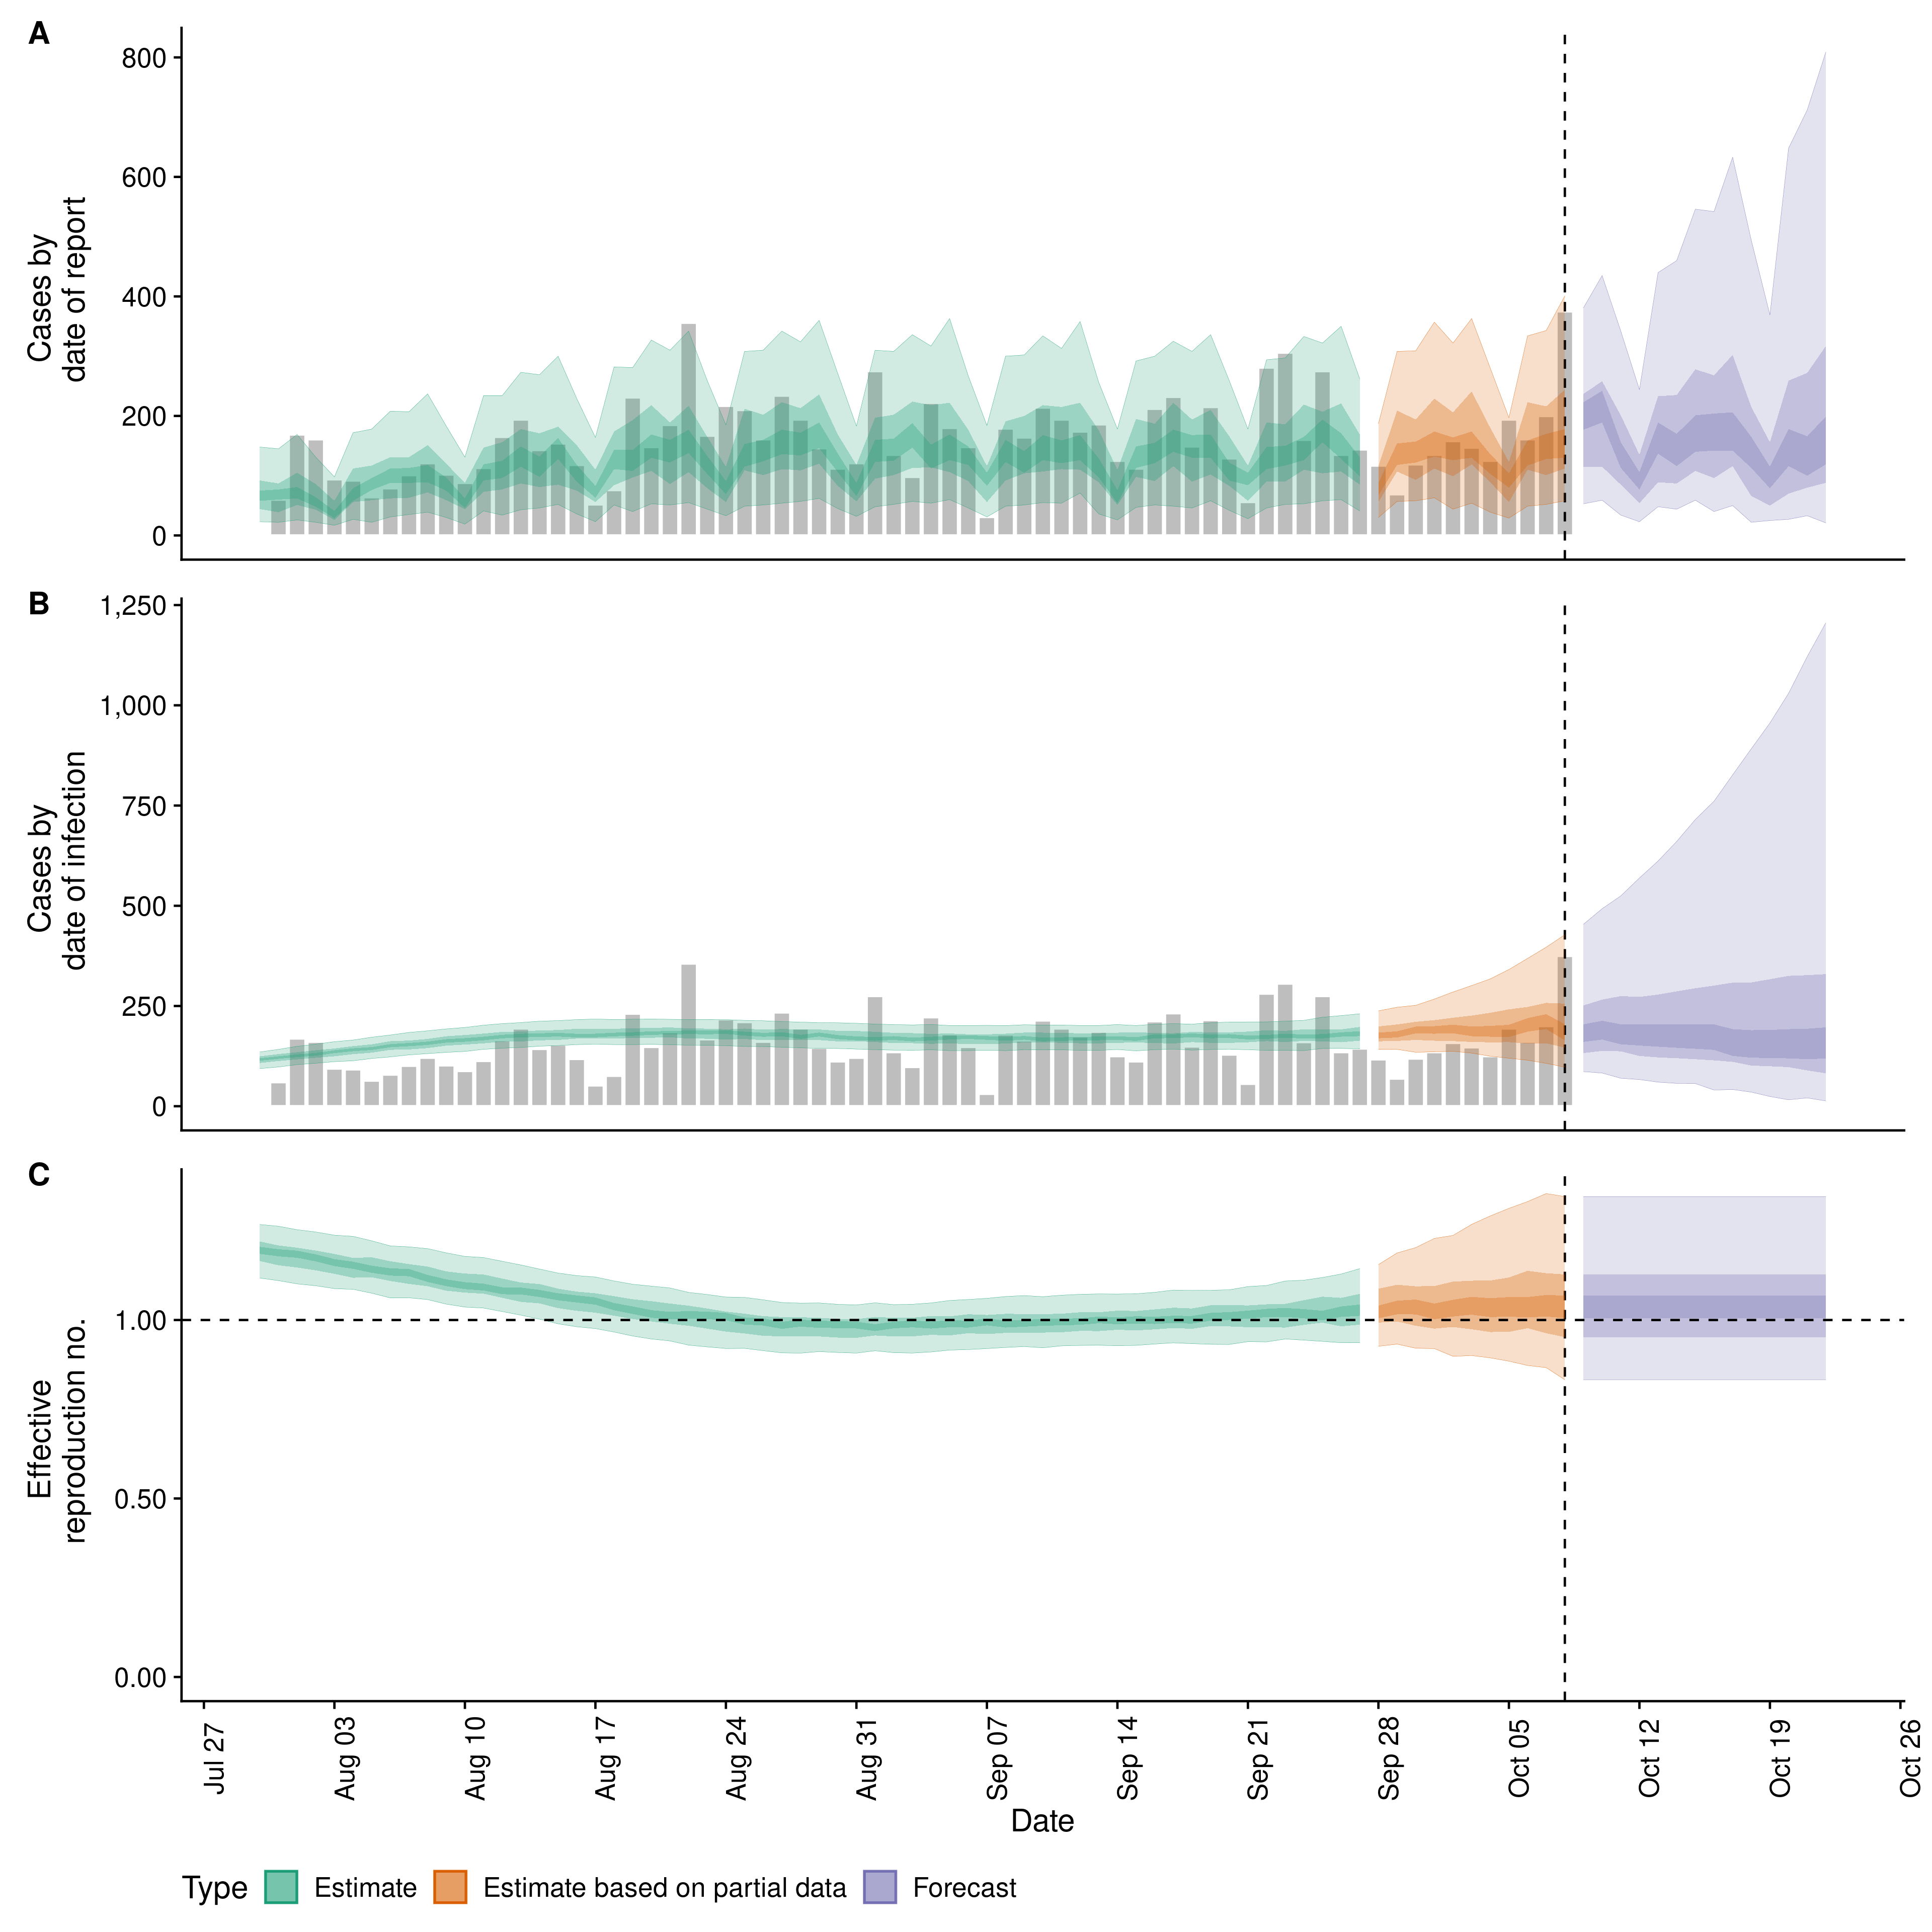 A
800
600
400
200
0
Cases by
date of report
B
1,250
1,000
750
500
250
0
Cases by
date of infection
C
1.00
0.50
0.00
Effective
reproduction no.
Jul 27
Aug 03
Aug 10
Aug 17
Aug 24
Aug 31
Sep 07
Sep 14
Sep 21
Sep 28
Oct 05
Oct 12
Oct 19
Oct 26
Date
Type Estimate Estimate based on partial data Forecast